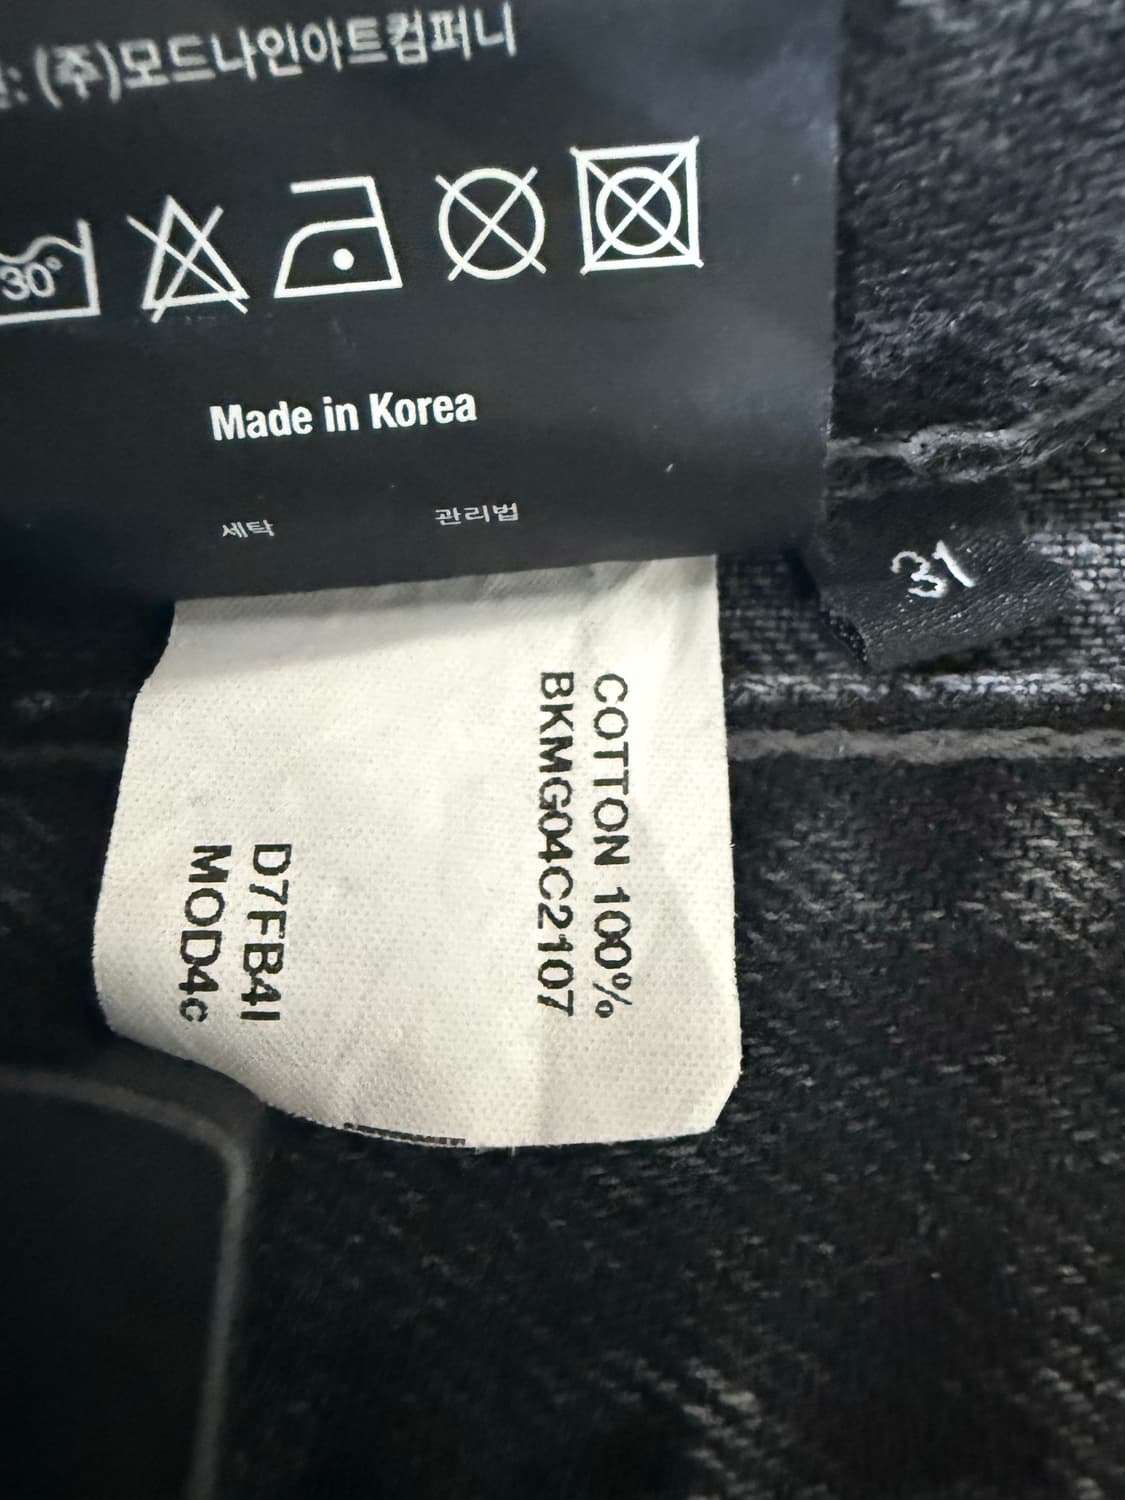 (주)모드나인아트컴퍼니
30°
Made in Korea
세탁 관리법
31
COTTON 100%
BKMG04C2107
D7FB4I
MOD4c